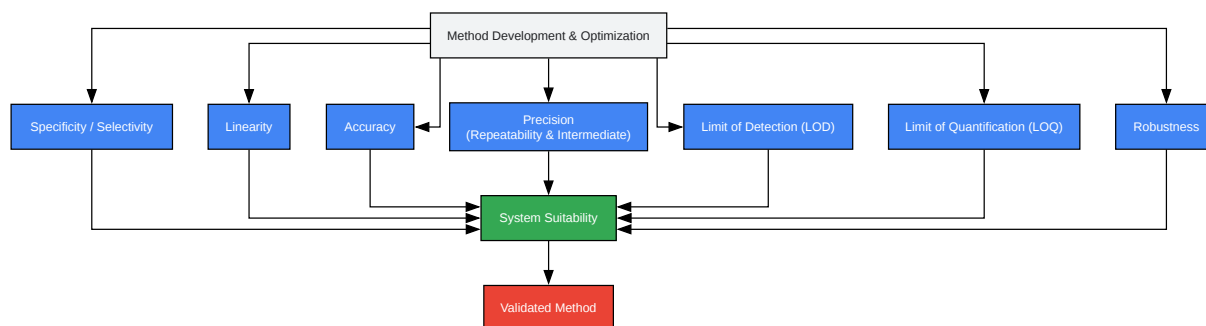 Method Development & Optimization
Specificity / Selectivity
Linearity
Accuracy
Precision
(Repeatability & Intermediate)
Limit of Detection (LOD)
Limit of Quantification (LOQ)
Robustness
System Suitability
Validated Method